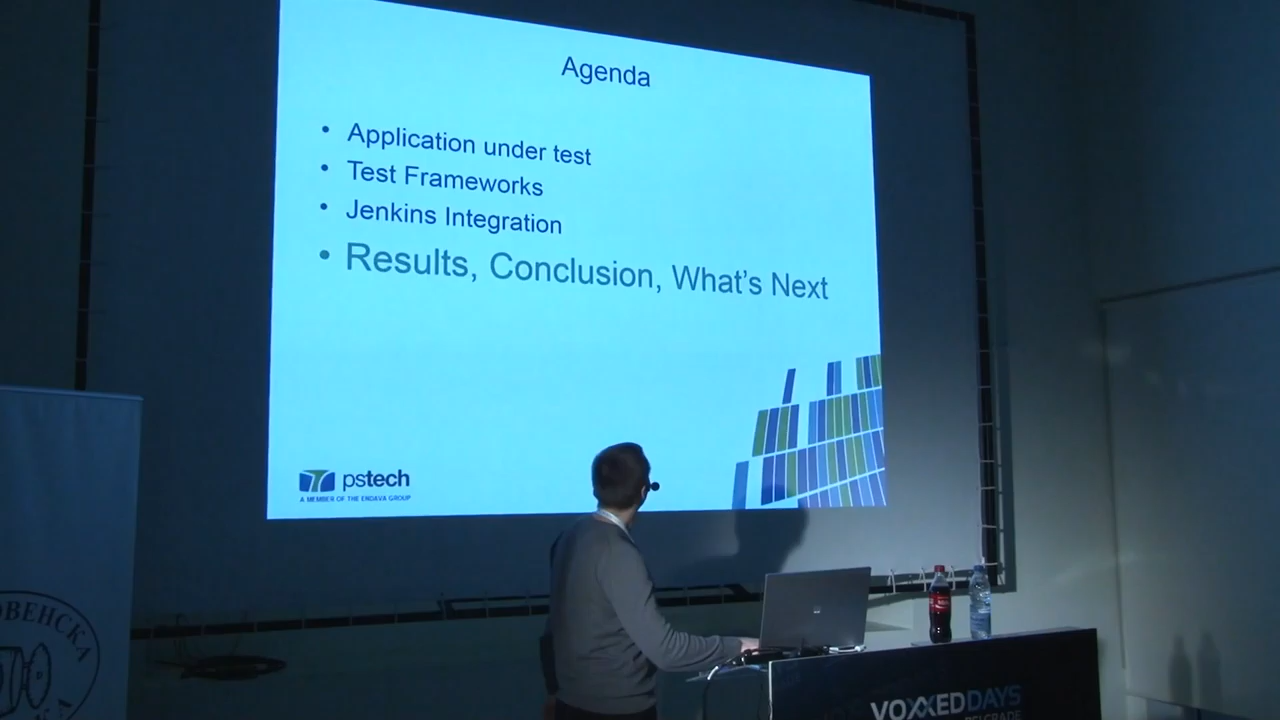 Agenda
• Application under test
• Test Frameworks
• Jenkins Integration
• Results, Conclusion, What's Next
pstech
A MEMBER OF THE ENDAVA GROUP
VOXXEDDAYS
BELGRADE